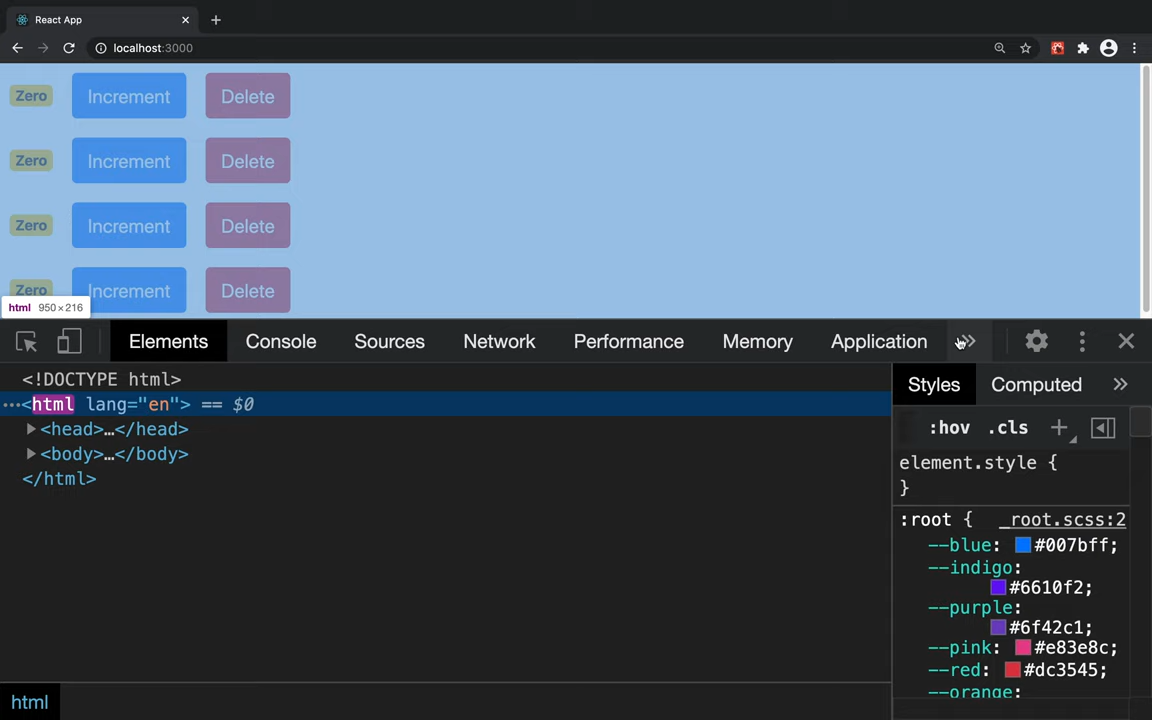 React App
localhost:3000
Zero Increment Delete
Zero Increment Delete
Zero Increment Delete
Zero Increment Delete
html 950×216
Elements Console Sources Network Performance Memory Application
<!DOCTYPE html>
<html lang="en"> == $0
<head>…</head>
<body>…</body>
</html>
html
Styles Computed
:hov .cls
element.style {
}
:root { _root.scss:2
--blue: #007bff;
--indigo:
#6610f2;
--purple:
#6f42c1;
--pink: #e83e8c;
--red: #dc3545;
--orange: